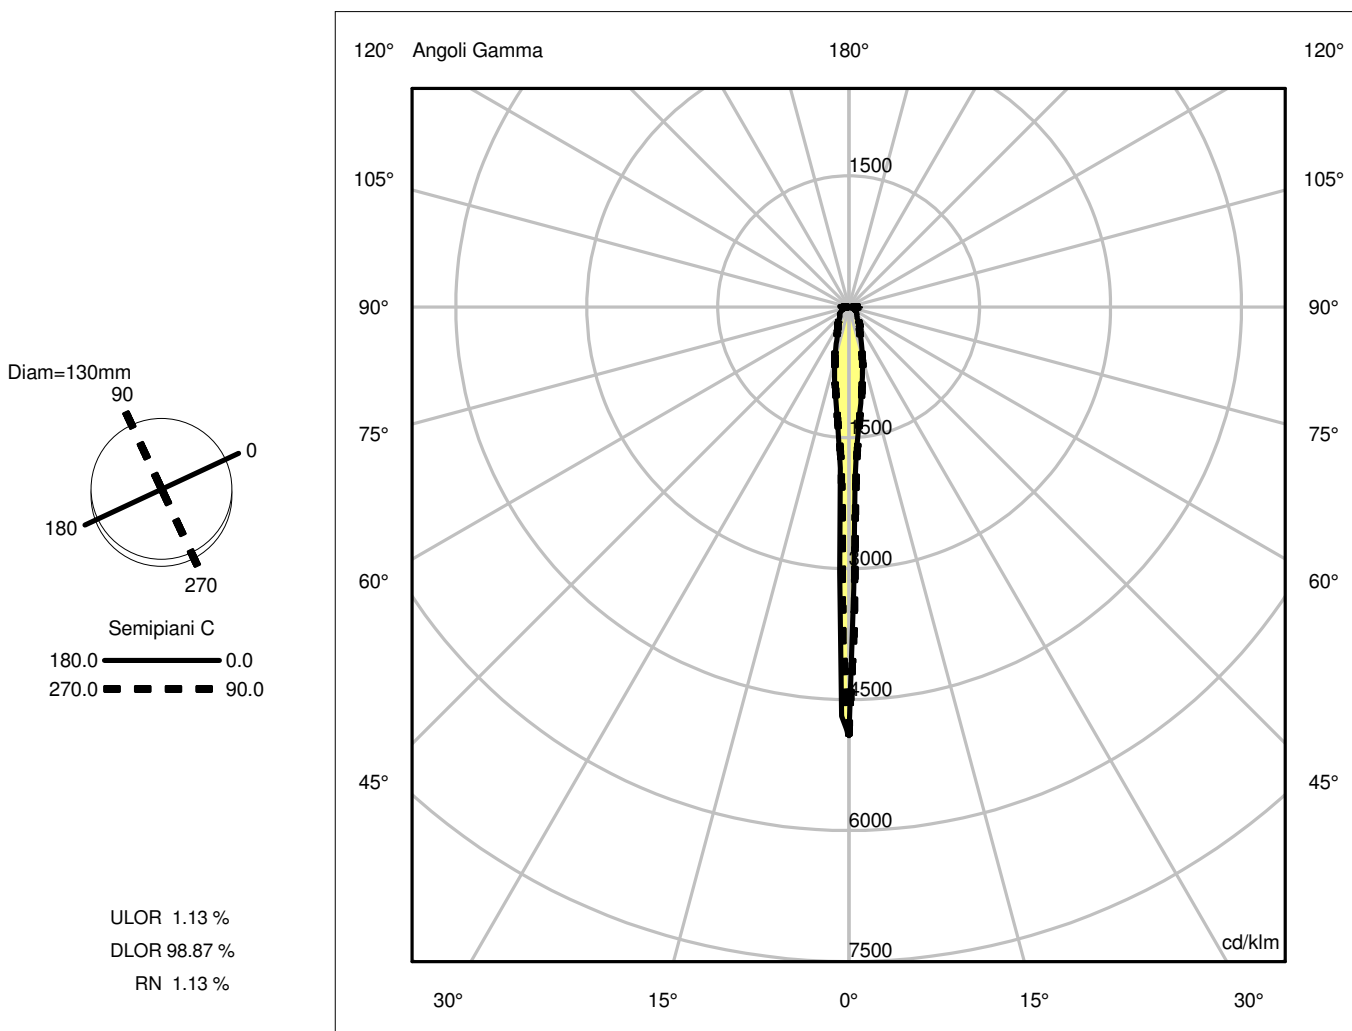 120° Angoli Gamma 180° 120°
1500
105° 105°
90° 90°
Diam=130mm
90
1500
75° 75°
0
180
3000
60° 60°
270
Semipiani C
180.0 0.0
270.0 90.0
4500
45° 45°
6000
ULOR 1.13 %
DLOR 98.87 %
RN 1.13 %
cd/klm
7500
30° 15° 0° 15° 30°